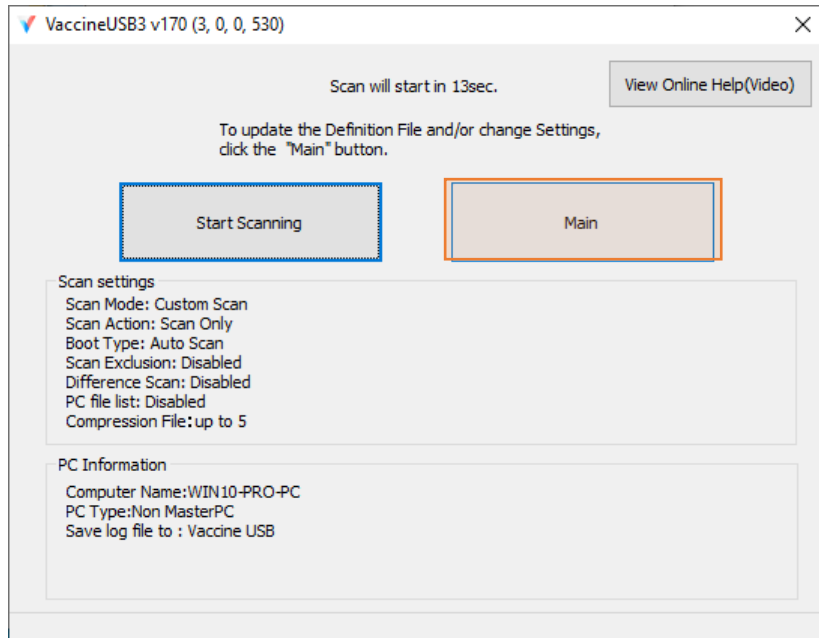 VaccineUSB3 v170 (3, 0, 0, 530)
Scan will start in 13sec.
View Online Help(Video)
To update the Definition File and/or change Settings,
click the "Main" button.
Start Scanning
Main
Scan settings
Scan Mode: Custom Scan
Scan Action: Scan Only
Boot Type: Auto Scan
Scan Exclusion: Disabled
Difference Scan: Disabled
PC file list: Disabled
Compression File:up to 5
PC Information
Computer Name:WIN10-PRO-PC
PC Type:Non MasterPC
Save log file to : Vaccine USB